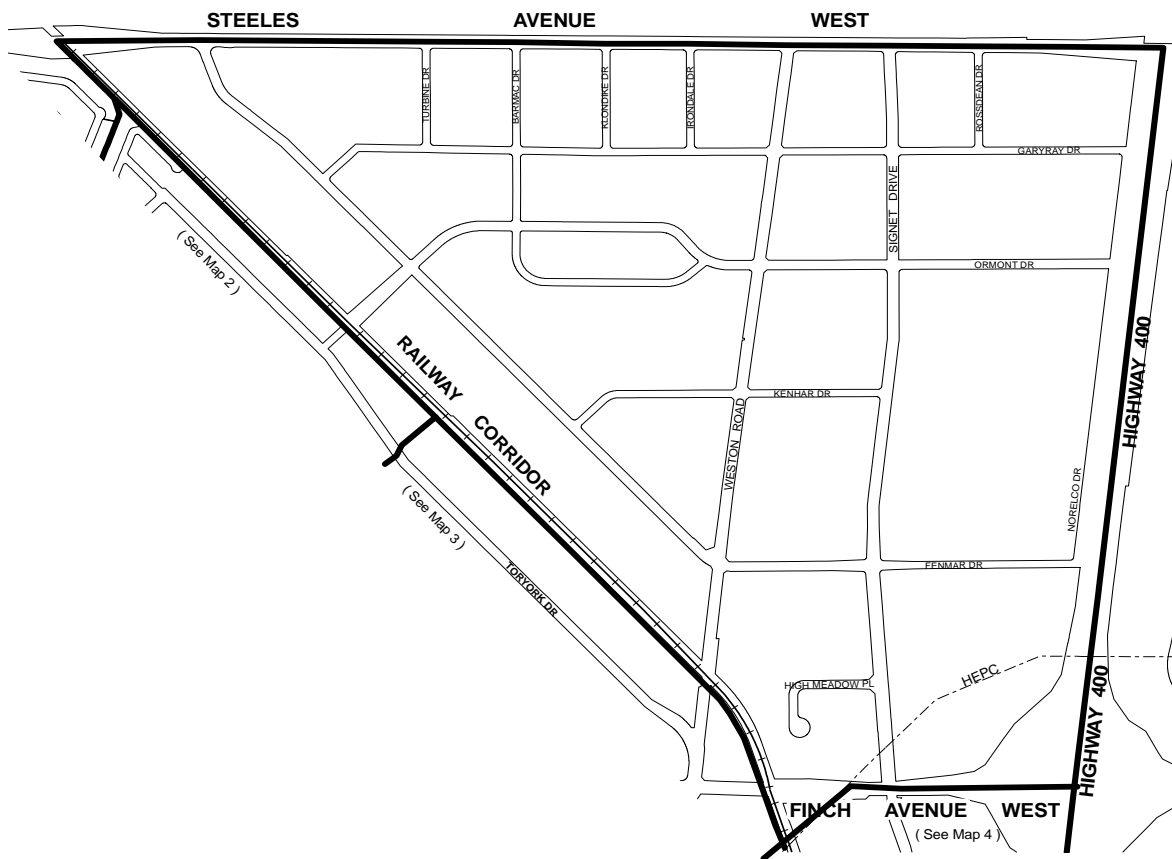 STEELES AVENUE WEST
TURBINE DR
BARMAC DR
KLONDIKE DR
IRONDALE DR
ROSSDEAN DR
GARYRAY DR
SIGNET DRIVE
( See Map 2 )
ORMONT DR
RAILWAY CORRIDOR
HIGHWAY 400
KENHAR DR
WESTON ROAD
( See Map 3 )
NORELCO DR
TORYORK DR
FENMAR DR
HEPC
HIGH MEADOW PL
HIGHWAY 400
FINCH AVENUE WEST
( See Map 4 )